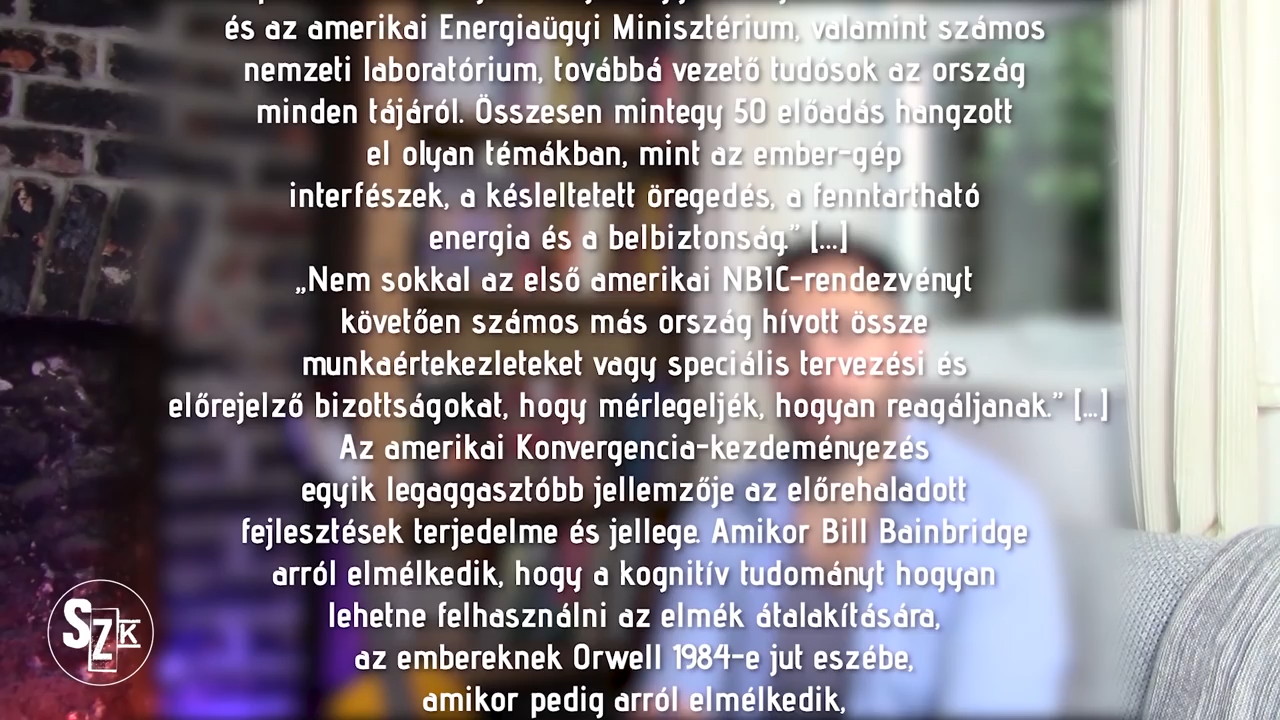 és az amerikai Energiaügyi Minisztérium, valamint számos
nemzeti laboratórium, továbbá vezető tudósok az ország
minden tájáról. Összesen mintegy 50 előadás hangzott
el olyan témákban, mint az ember-gép
interfészek, a késleltetett öregedés, a fenntartható
energia és a belbiztonság.” [...]
„Nem sokkal az első amerikai NBIC-rendezvényt
követően számos más ország hívott össze
munkaértekezleteket vagy speciális tervezési és
előrejelző bizottságokat, hogy mérlegeljék, hogyan reagáljanak.” [...]
Az amerikai Konvergencia-kezdeményezés
egyik legaggasztóbb jellemzője az előrehaladott
fejlesztések terjedelme és jellege. Amikor Bill Bainbridge
arról elmélkedik, hogy a kognitív tudományt hogyan
lehetne felhasználni az elmék átalakítására,
az embereknek Orwell 1984-e jut eszébe,
amikor pedig arról elmélkedik,
SZK